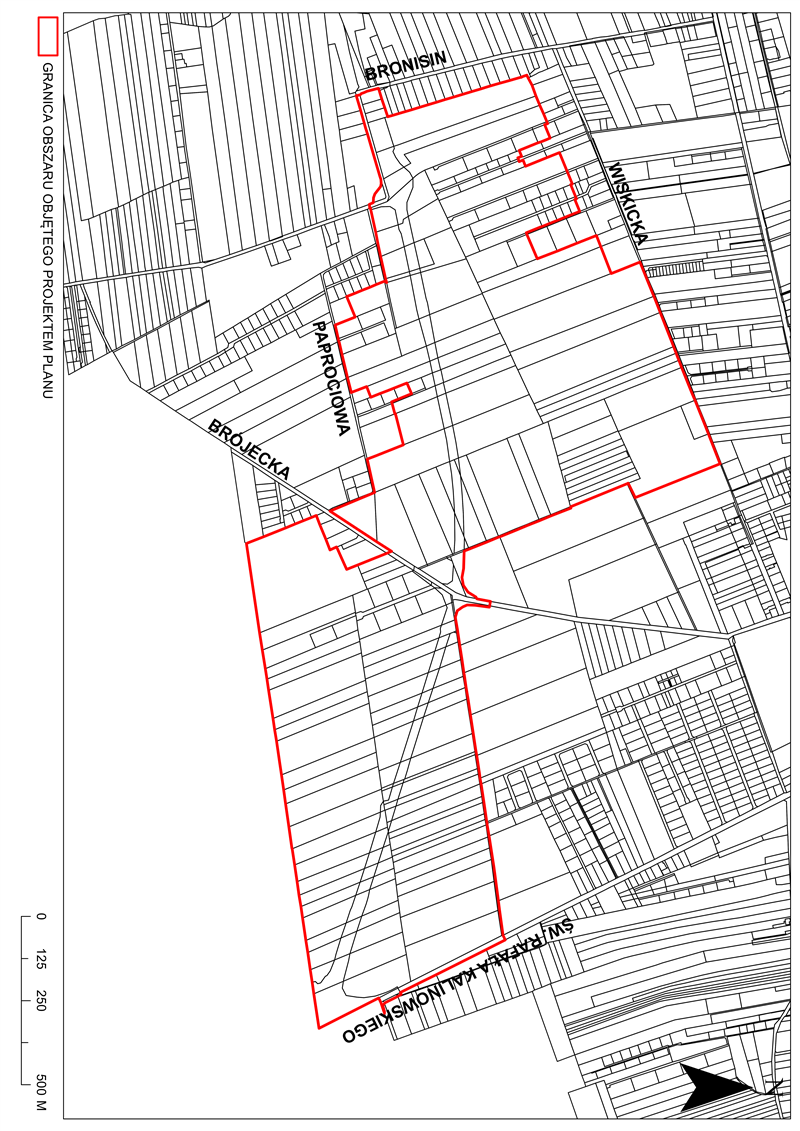 BRONISIN
WISKICKA
PAPROCIOWA
BRÓJECKA
ŚW. RAFAŁA KALINOWSKIEGO
N
GRANICA OBSZARU OBJĘTEGO PROJEKTEM PLANU
0 125 250 500 M